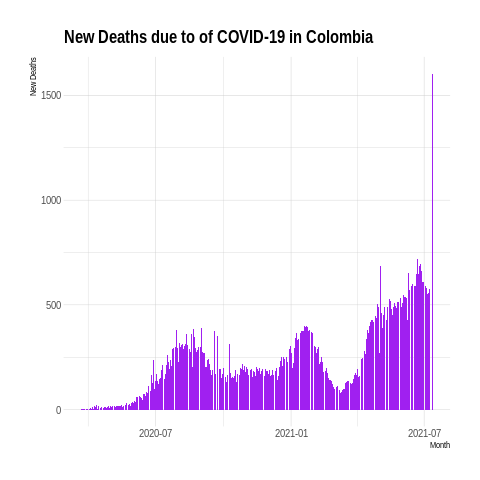 New Deaths due to of COVID-19 in Colombia
New Deaths
1500
1000
500
0
2020-07
2021-01
2021-07
Month